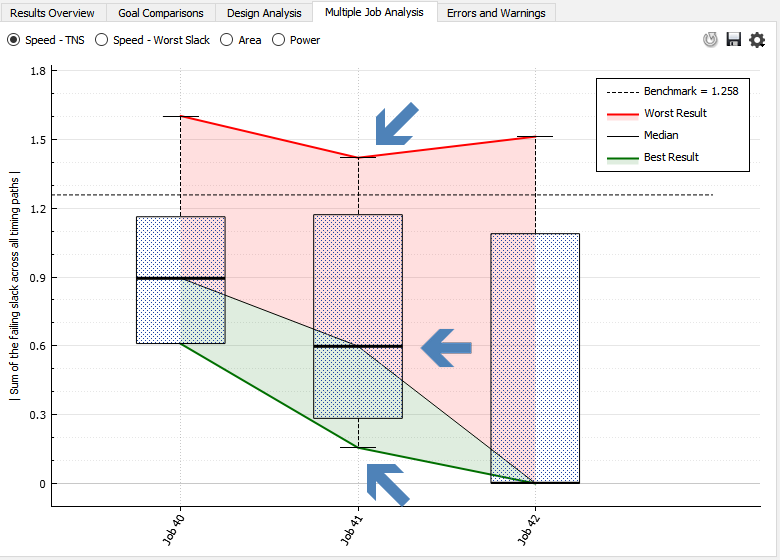 Results Overview Goal Comparisons Design Analysis Multiple Job Analysis Errors and Warnings
Speed - TNS Speed - Worst Slack Area Power
| Sum of the failing slack across all timing paths |
1.8
1.5
1.2
0.9
0.6
0.3
0
Benchmark = 1.258
Worst Result
Median
Best Result
Job 40
Job 41
Job 42